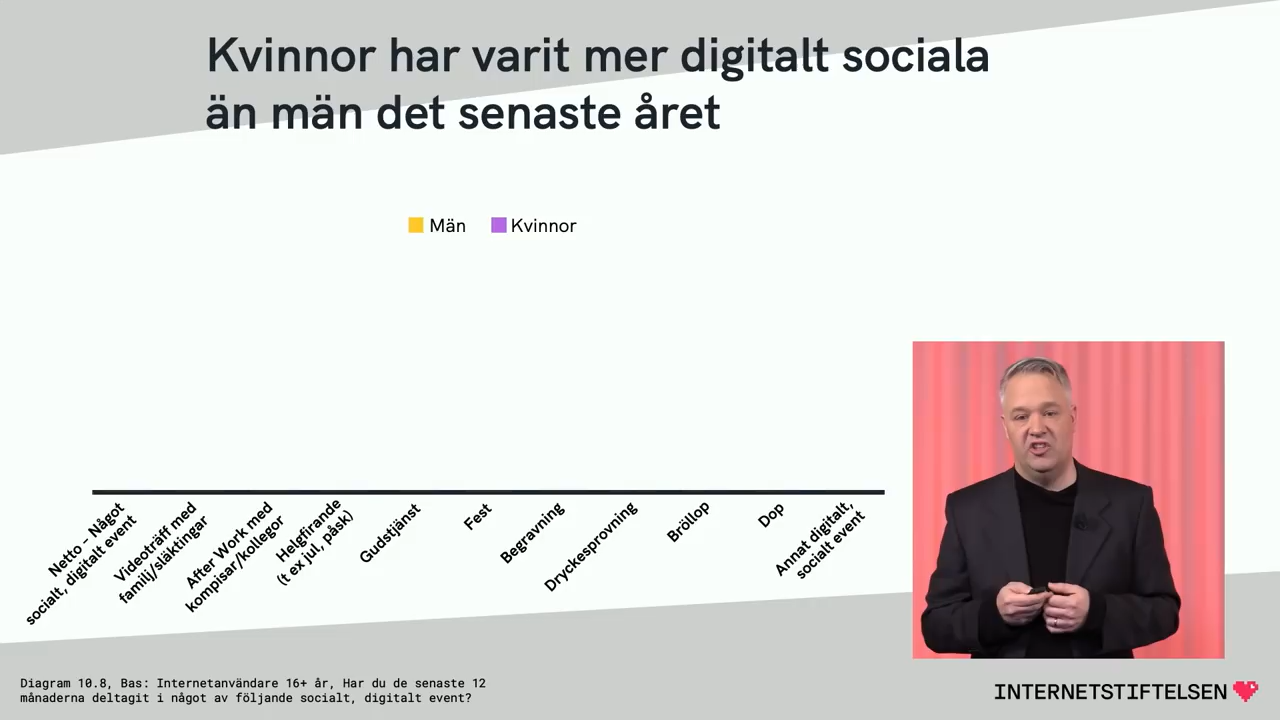 Kvinnor har varit mer digitalt sociala
än män det senaste året
Män
Kvinnor
Netto – Något
socialt, digitalt event
Videoträff med
familj/släktingar
After Work med
kompisar/kollegor
Helgfirande
(t ex jul, påsk)
Gudstjänst
Fest
Begravning
Dryckesprovning
Bröllop
Dop
Annat digitalt,
socialt event
Diagram 10.8, Bas: Internetanvändare 16+ år, Har du de senaste 12
månaderna deltagit i något av följande socialt, digitalt event?
INTERNETSTIFTELSEN